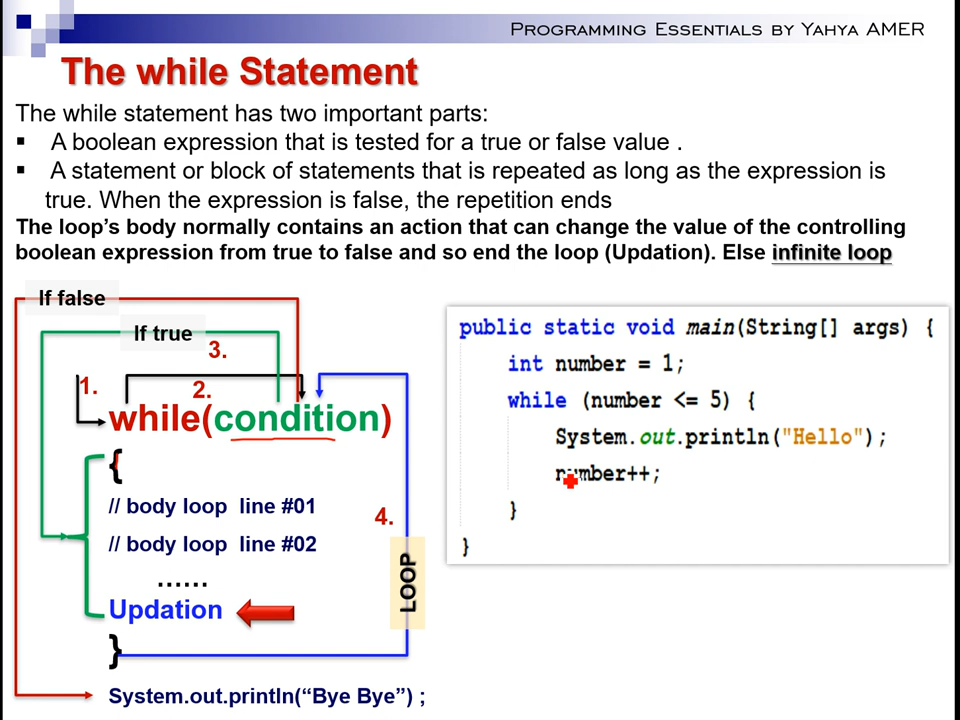 PROGRAMMING ESSENTIALS BY YAHYA AMER
The while Statement
The while statement has two important parts:
▪ A boolean expression that is tested for a true or false value .
▪ A statement or block of statements that is repeated as long as the expression is
true. When the expression is false, the repetition ends
The loop’s body normally contains an action that can change the value of the controlling
boolean expression from true to false and so end the loop (Updation). Else infinite loop
If false
If true
3.
1.
2.
while(condition)
{
// body loop line #01
4.
// body loop line #02
......
LOOP
Updation
}
System.out.println(“Bye Bye”) ;
public static void main(String[] args) {
int number = 1;
while (number <= 5) {
System.out.println("Hello");
number++;
}
}